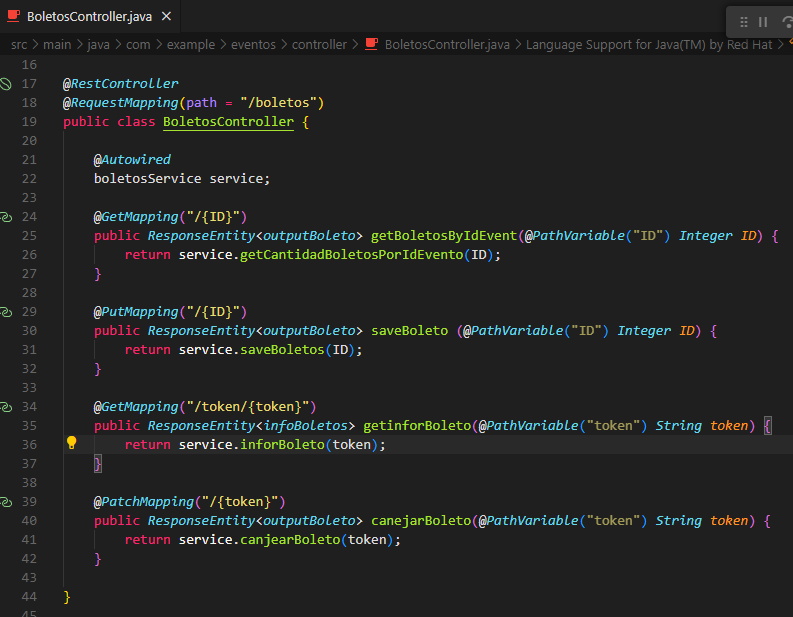 BoletosController.java
src > main > java > com > example > eventos > controller > BoletosController.java > Language Support for Java(TM) by Red Hat >
16
17 @RestController
18 @RequestMapping(path = "/boletos")
19 public class BoletosController {
20
21 @Autowired
22 boletosService service;
23
24 @GetMapping("/{ID}")
25 public ResponseEntity<outputBoleto> getBoletosByIdEvent(@PathVariable("ID") Integer ID) {
26 return service.getCantidadBoletosPorIdEvento(ID);
27 }
28
29 @PutMapping("/{ID}")
30 public ResponseEntity<outputBoleto> saveBoleto (@PathVariable("ID") Integer ID) {
31 return service.saveBoletos(ID);
32 }
33
34 @GetMapping("/token/{token}")
35 public ResponseEntity<infoBoletos> getinforBoleto(@PathVariable("token") String token) {
36 return service.inforBoleto(token);
37 }
38
39 @PatchMapping("/{token}")
40 public ResponseEntity<outputBoleto> canejarBoleto(@PathVariable("token") String token) {
41 return service.canjearBoleto(token);
42 }
43
44 }
45